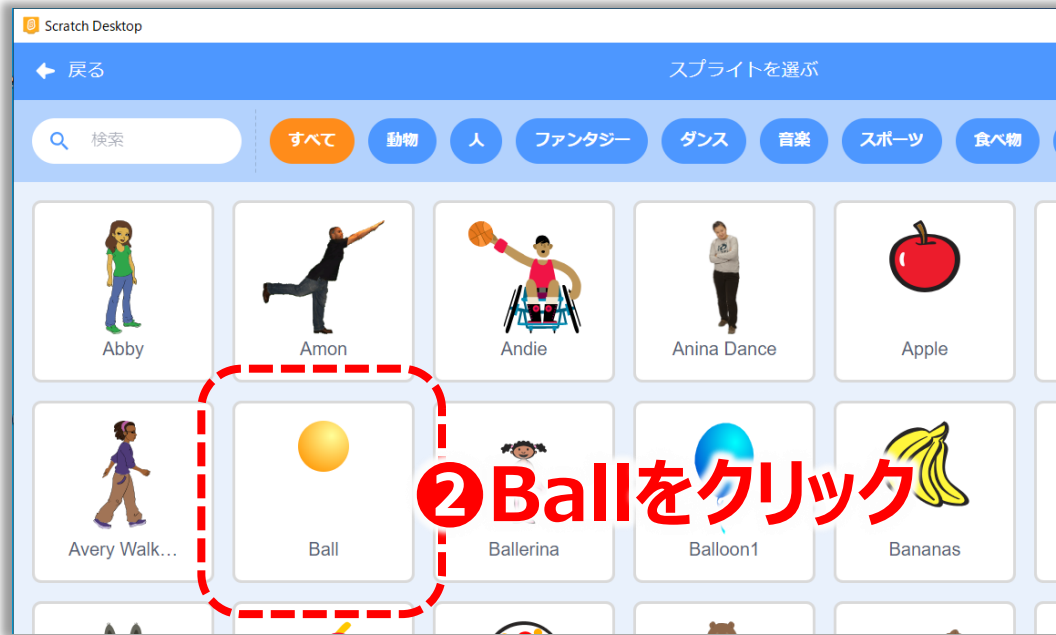 Scratch Desktop
戻る
スプライトを選ぶ
検索
すべて
動物
人
ファンタジー
ダンス
音楽
スポーツ
食べ物
Abby
Amon
Andie
Anina Dance
Apple
Avery Walk…
Ball
Ballerina
Balloon1
Bananas
❷Ballをクリック